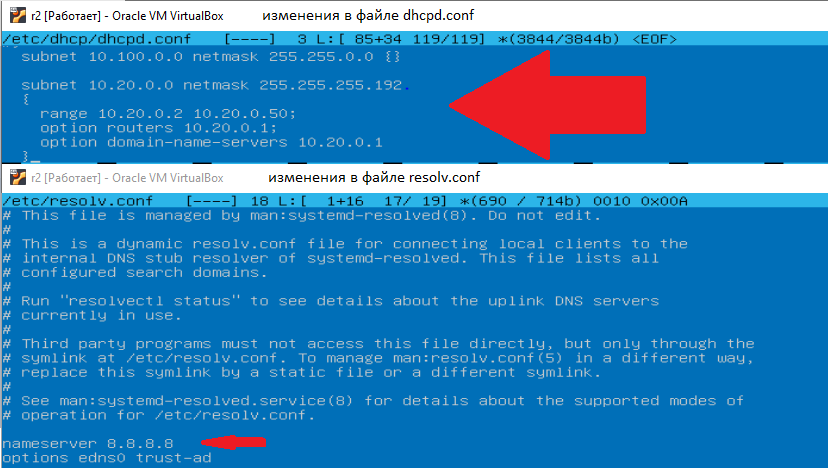 r2 [Работает] - Oracle VM VirtualBox изменения в файле dhcpd.conf
/etc/dhcp/dhcpd.conf [----] 3 L:[ 85+34 119/119] *(3844/3844b) <EOF>
subnet 10.100.0.0 netmask 255.255.0.0 {}
subnet 10.20.0.0 netmask 255.255.255.192
{
range 10.20.0.2 10.20.0.50;
option routers 10.20.0.1;
option domain-name-servers 10.20.0.1
}
r2 [Работает] - Oracle VM VirtualBox изменения в файле resolv.conf
/etc/resolv.conf [----] 18 L:[ 1+16 17/ 19] *(690 / 714b) 0010 0x00A
# This file is managed by man:systemd-resolved(8). Do not edit.
#
# This is a dynamic resolv.conf file for connecting local clients to the
# internal DNS stub resolver of systemd-resolved. This file lists all
# configured search domains.
#
# Run "resolvectl status" to see details about the uplink DNS servers
# currently in use.
#
# Third party programs must not access this file directly, but only through the
# symlink at /etc/resolv.conf. To manage man:resolv.conf(5) in a different way,
# replace this symlink by a static file or a different symlink.
#
# See man:systemd-resolved.service(8) for details about the supported modes of
# operation for /etc/resolv.conf.
nameserver 8.8.8.8
options edns0 trust-ad